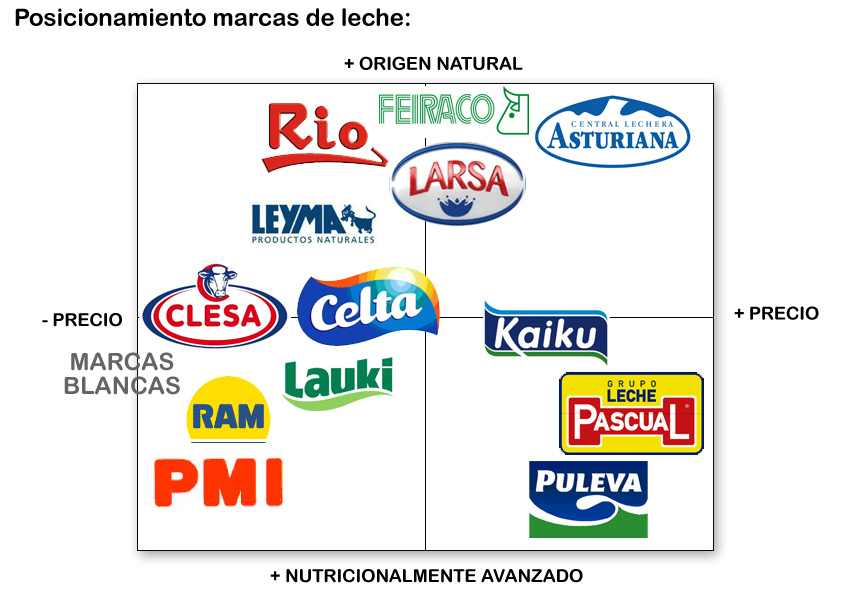 Posicionamiento marcas de leche:
+ ORIGEN NATURAL
Rio
FEIRACO
CENTRAL LECHERA
ASTURIANA
LARSA
LEYMA
PRODUCTOS NATURALES
CLESA
Celta
- PRECIO
+ PRECIO
Kaiku
MARCAS
BLANCAS
Lauki
RAM
GRUPO
LECHE
PASCUAL
PMI
PULEVA
+ NUTRICIONALMENTE AVANZADO